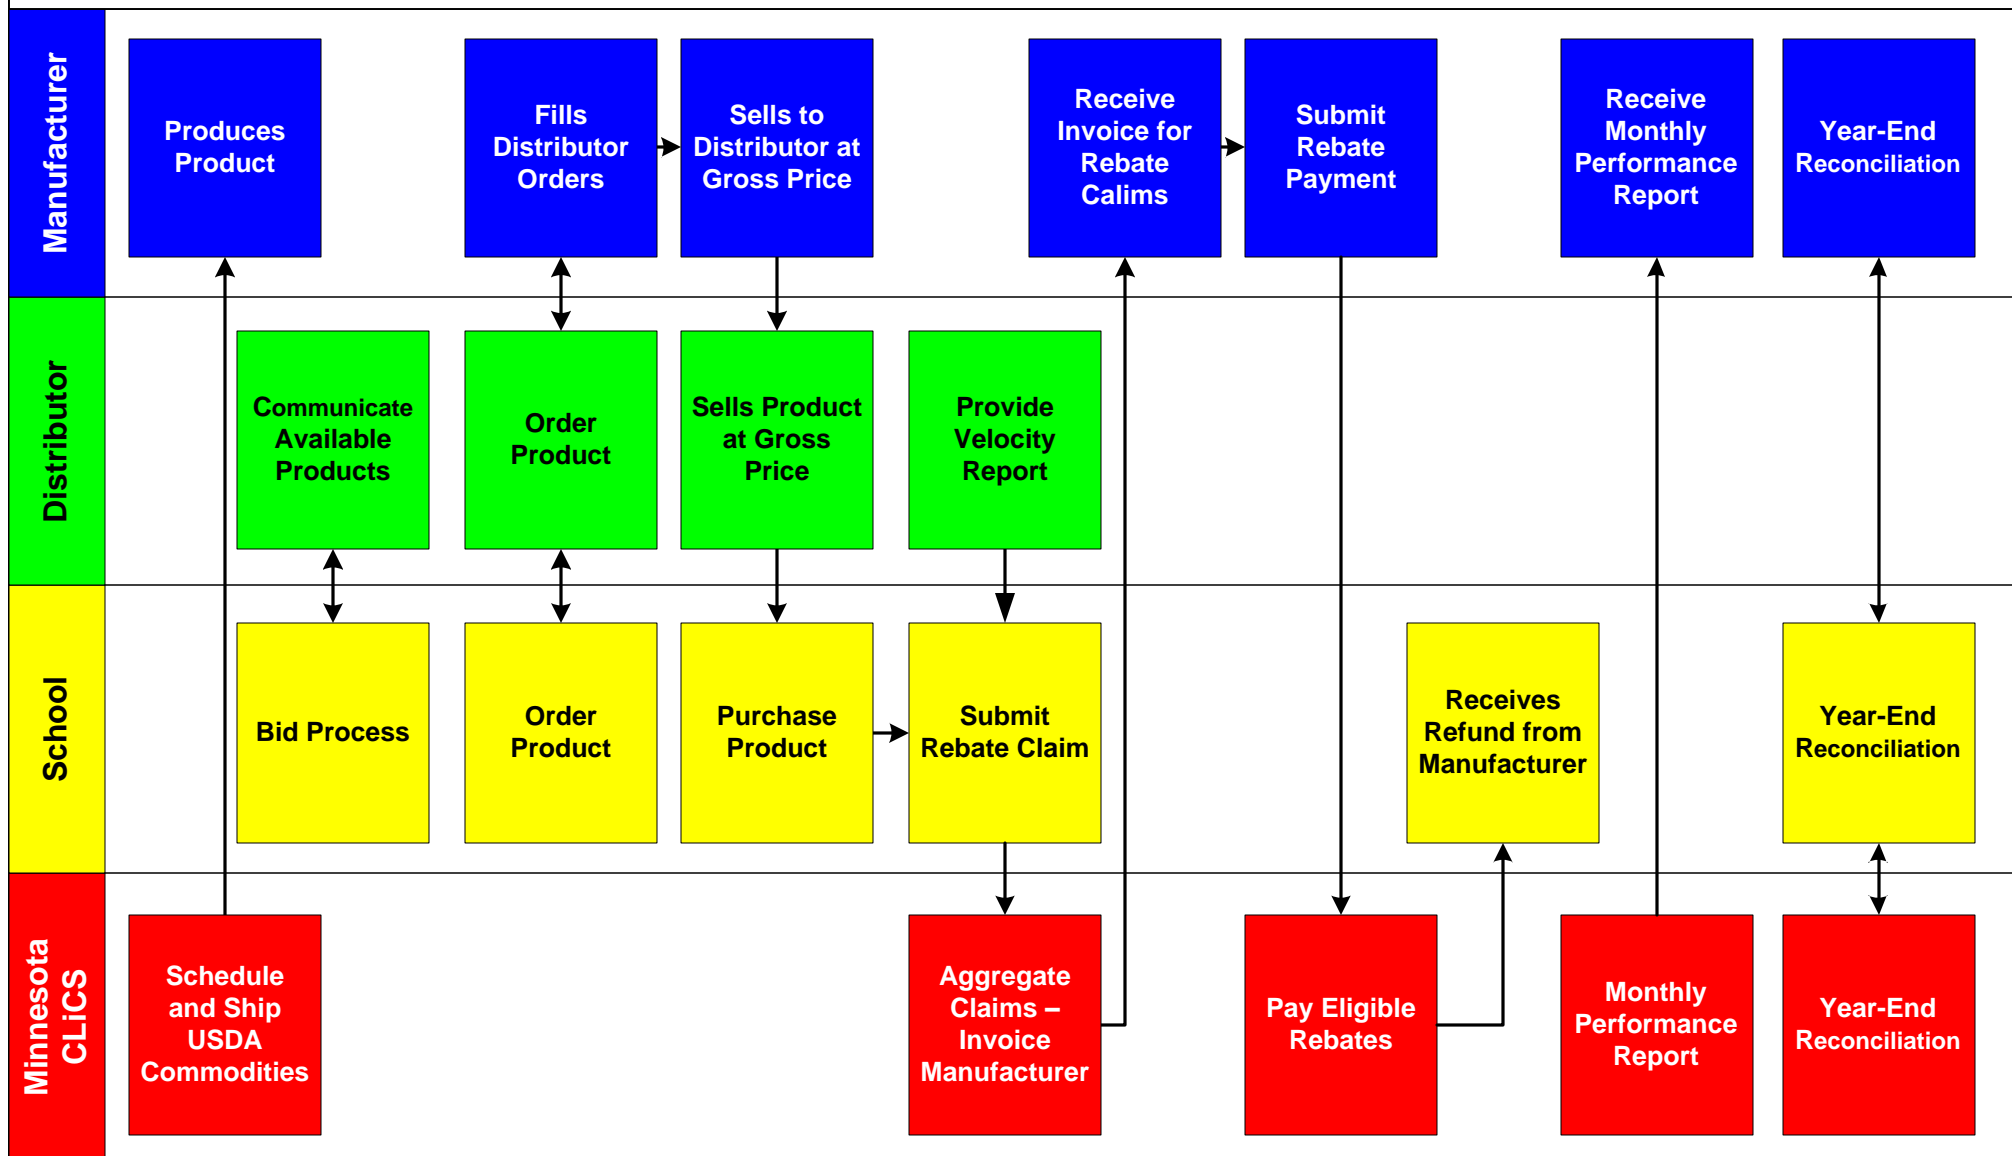 Manufacturer
Produces
Product
Fills
Distributor
Orders
Sells to
Distributor at
Gross Price
Receive
Invoice for
Rebate
Calims
Submit
Rebate
Payment
Receive
Monthly
Performance
Report
Year-End
Reconciliation
Distributor
Communicate
Available
Products
Order
Product
Sells Product
at Gross
Price
Provide
Velocity
Report
School
Bid Process
Order
Product
Purchase
Product
Submit
Rebate Claim
Receives
Refund from
Manufacturer
Year-End
Reconciliation
Minnesota
CLiCS
Schedule
and Ship
USDA
Commodities
Aggregate
Claims –
Invoice
Manufacturer
Pay Eligible
Rebates
Monthly
Performance
Report
Year-End
Reconciliation